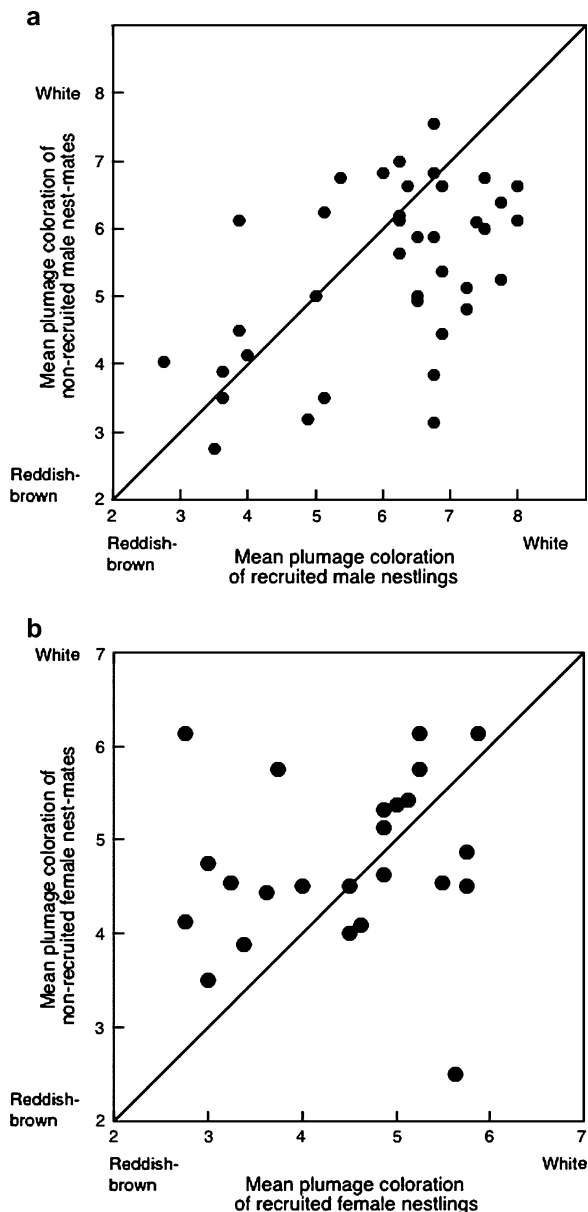 a
White
8
7
6
5
4
3
Reddish-
brown
2
Mean plumage coloration of
non-recruited male nest-mates
2
3
4
5
6
7
8
Reddish-
brown
White
Mean plumage coloration
of recruited male nestlings
b
White
7
6
5
4
3
Reddish-
brown
2
Mean plumage coloration of
non-recruited female nest-mates
2
3
4
5
6
7
Reddish-
brown
White
Mean plumage coloration
of recruited female nestlings